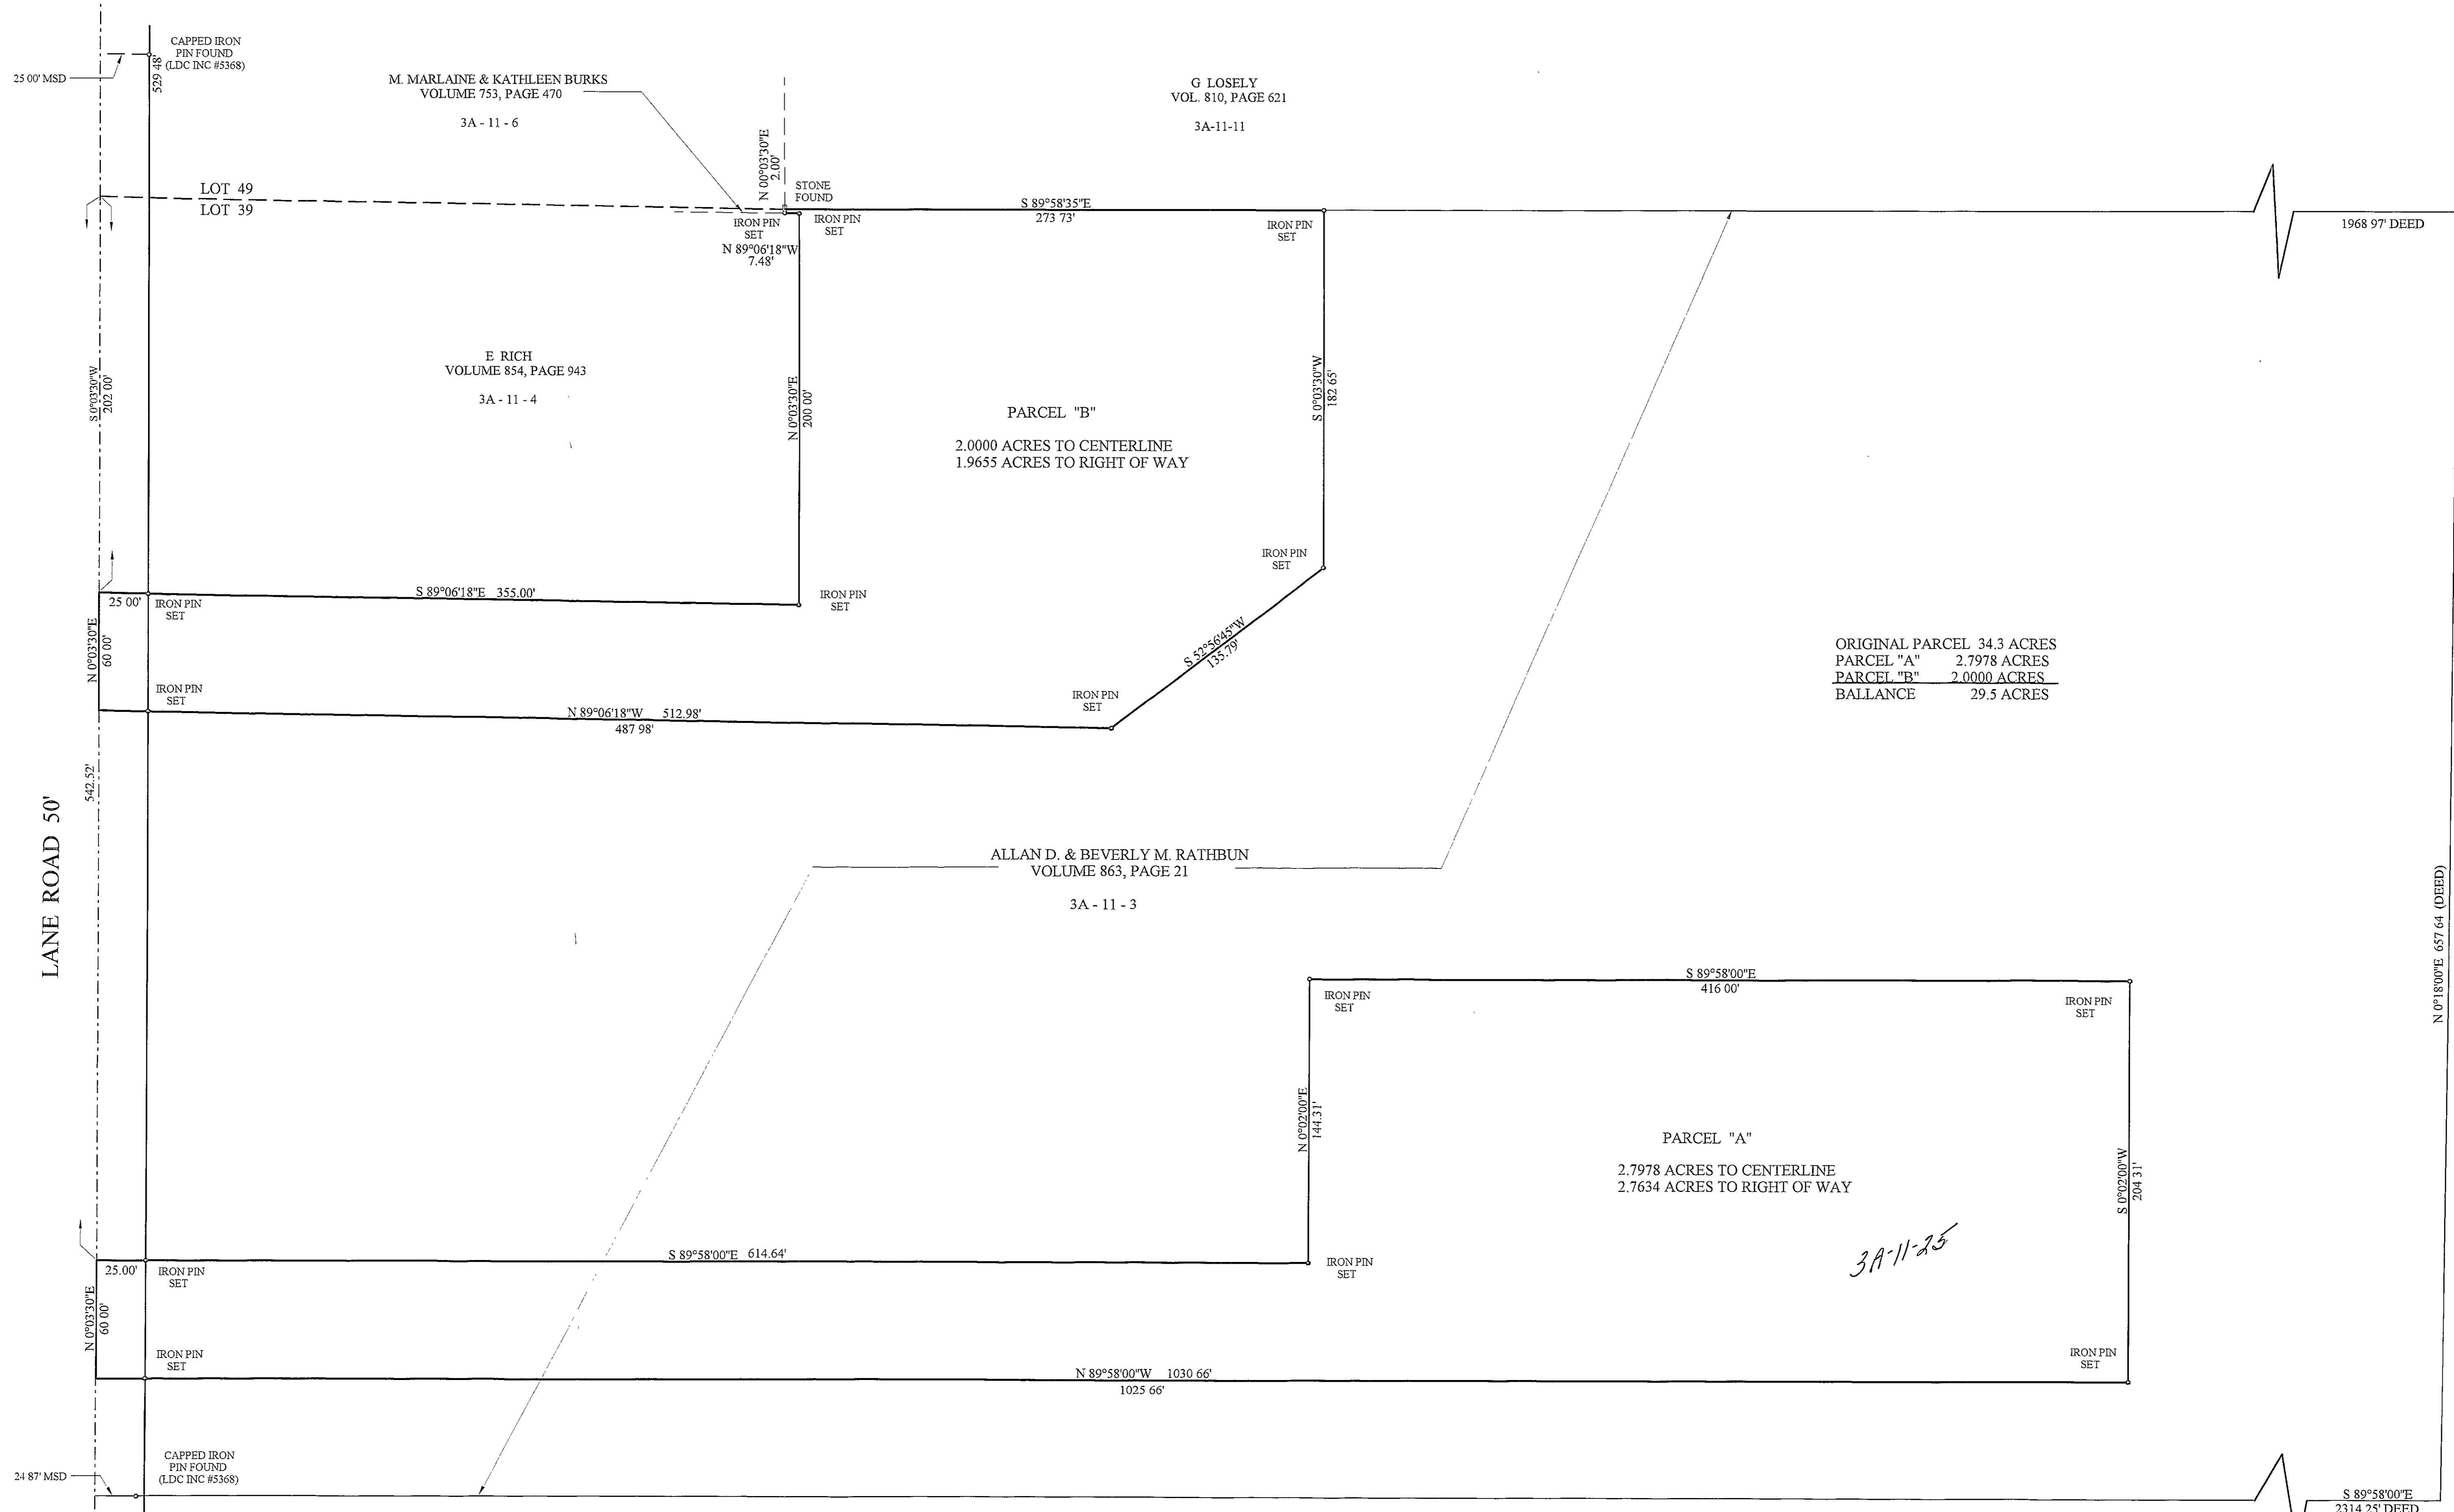 CAPPED IRON
PIN FOUND
(LDC INC #5368)
25 00' MSD
529 48'
M. MARLAINE & KATHLEEN BURKS
VOLUME 753, PAGE 470
3A - 11 - 6
G LOSELY
VOL. 810, PAGE 621
3A-11-11
N 00°03'30"E
2.00'
STONE
FOUND
LOT 49
LOT 39
IRON PIN
SET
N 89°06'18"W
7.48'
IRON PIN
SET
S 89°58'35"E
273 73'
IRON PIN
SET
1968 97' DEED
S 0°03'30"W
202 00'
E RICH
VOLUME 854, PAGE 943
3A - 11 - 4
N 0°03'30"E
200 00'
PARCEL "B"
2.0000 ACRES TO CENTERLINE
1.9655 ACRES TO RIGHT OF WAY
S 0°03'30"W
182 65'
IRON PIN
SET
25 00'
IRON PIN
SET
S 89°06'18"E 355.00'
IRON PIN
SET
N 0°03'30"E
60 00'
S 52°56'45"W
135.79'
IRON PIN
SET
N 89°06'18"W 512.98'
487 98'
IRON PIN
SET
ORIGINAL PARCEL 34.3 ACRES
PARCEL "A" 2.7978 ACRES
PARCEL "B" 2.0000 ACRES
BALLANCE 29.5 ACRES
542.52'
LANE ROAD 50'
ALLAN D. & BEVERLY M. RATHBUN
VOLUME 863, PAGE 21
3A - 11 - 3
N 0°18'00"E 657 64 (DEED)
S 89°58'00"E
416 00'
IRON PIN
SET
IRON PIN
SET
N 0°02'00"E
144.31'
PARCEL "A"
2.7978 ACRES TO CENTERLINE
2.7634 ACRES TO RIGHT OF WAY
S 0°02'00"W
204 31'
3A-11-25
25.00'
IRON PIN
SET
S 89°58'00"E 614.64'
IRON PIN
SET
N 0°03'30"E
60 00'
IRON PIN
SET
N 89°58'00"W 1030 66'
1025 66'
IRON PIN
SET
CAPPED IRON
PIN FOUND
(LDC INC #5368)
24 87' MSD
S 89°58'00"E
2314 25' DEED